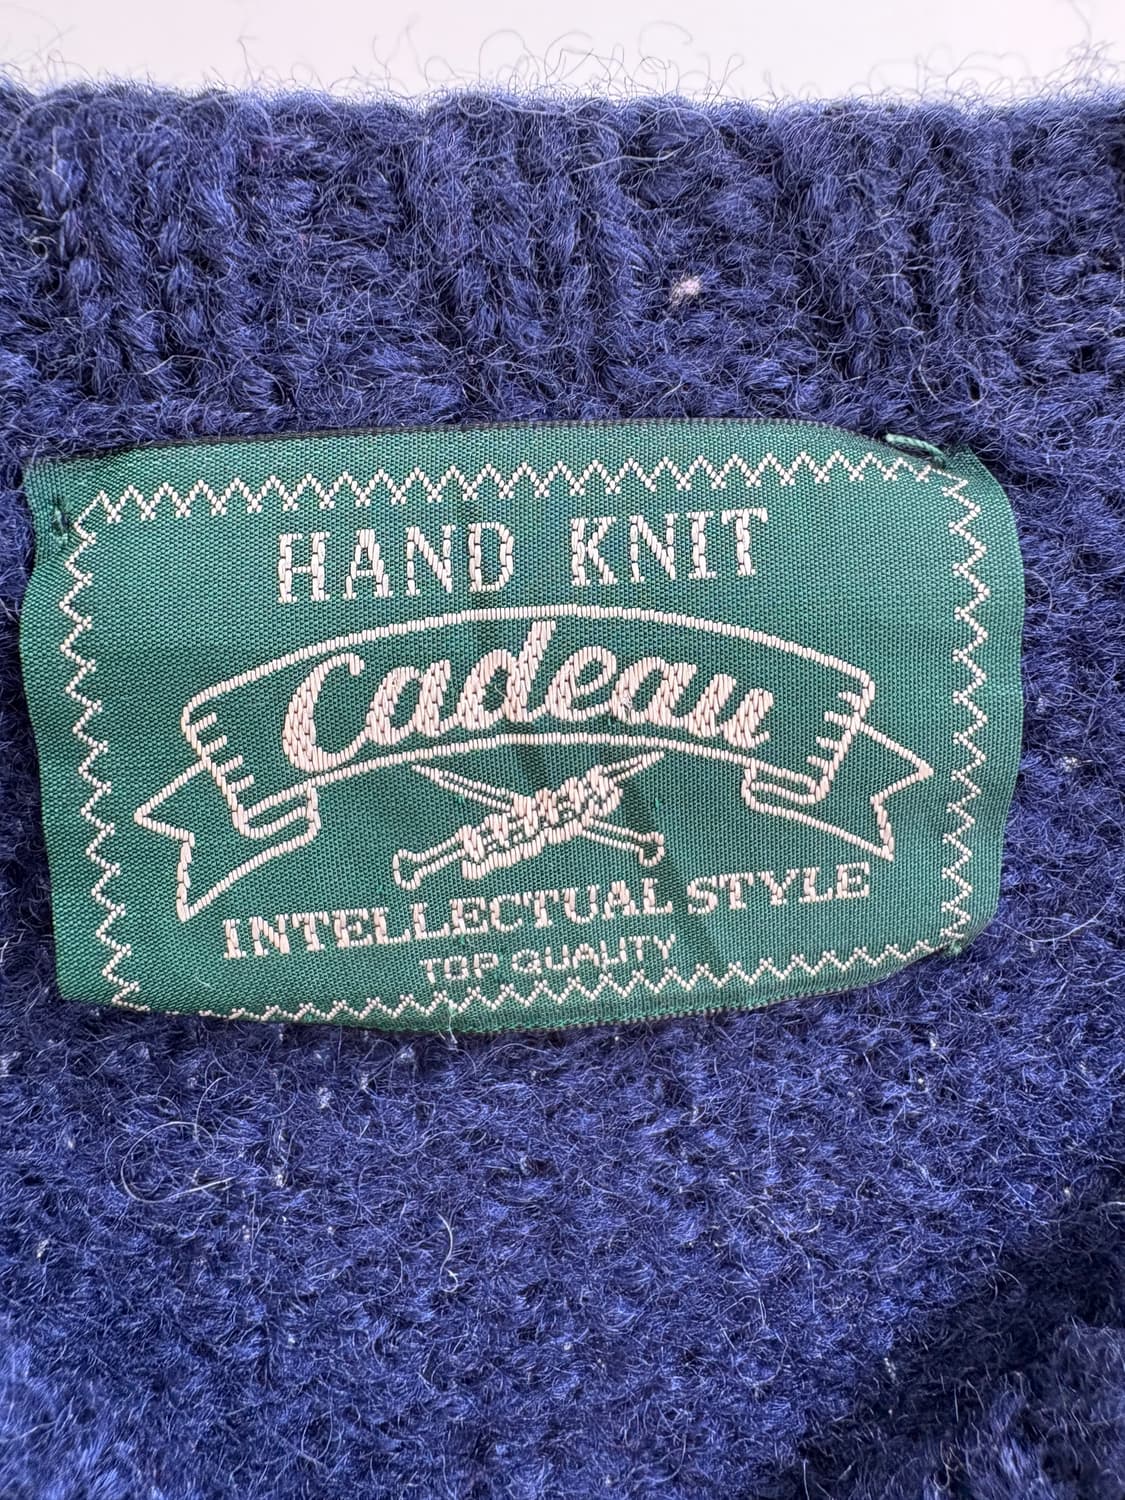 HAND KNIT
Cadeau
INTELLECTUAL STYLE
TOP QUALITY